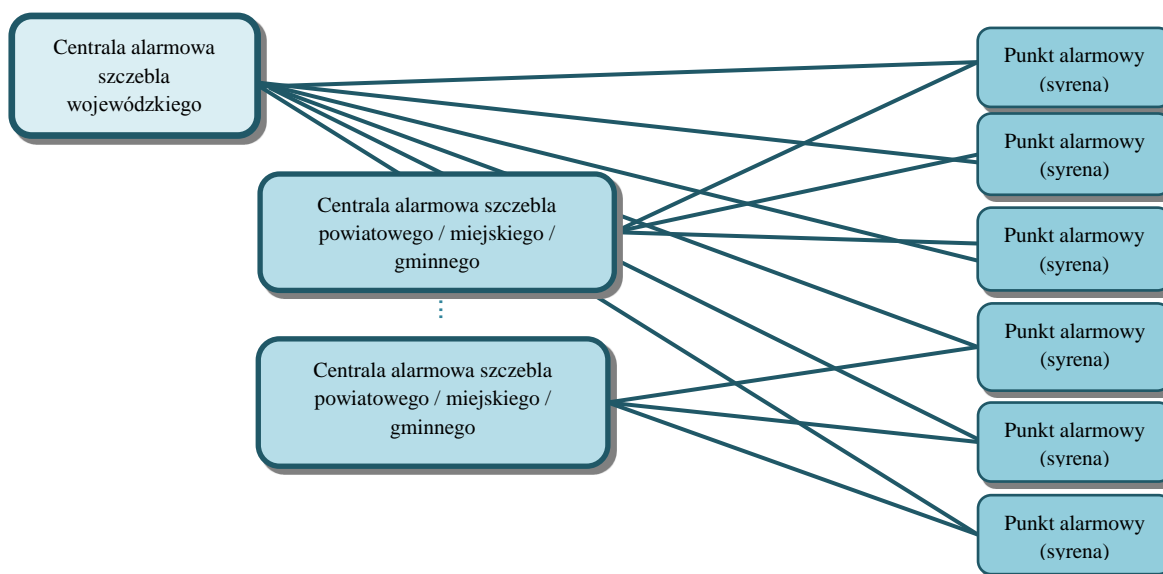 Centrala alarmowa
szczebla
wojewódzkiego
Centrala alarmowa szczebla
powiatowego / miejskiego /
gminnego
Centrala alarmowa szczebla
powiatowego / miejskiego /
gminnego
Punkt alarmowy
(syrena)
Punkt alarmowy
(syrena)
Punkt alarmowy
(syrena)
Punkt alarmowy
(syrena)
Punkt alarmowy
(syrena)
Punkt alarmowy
(syrena)